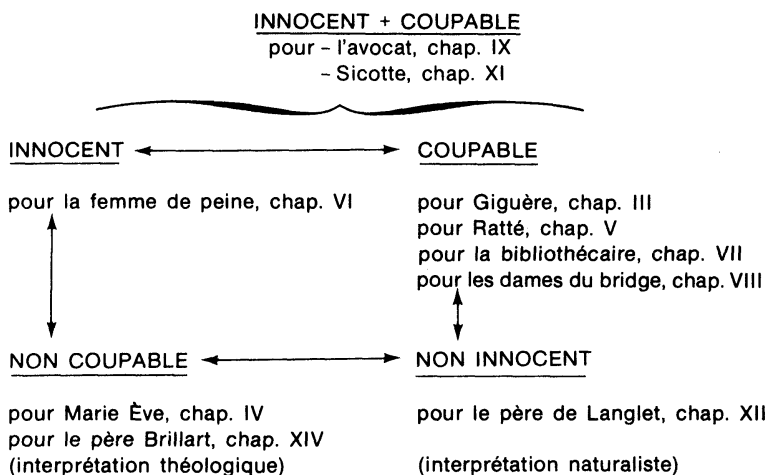 INNOCENT + COUPABLE
pour – l'avocat, chap. IX
– Sicotte, chap. XI
INNOCENT
COUPABLE
pour la femme de peine, chap. VI
pour Giguère, chap. III
pour Ratté, chap. V
pour la bibliothécaire, chap. VII
pour les dames du bridge, chap. VIII
NON COUPABLE
NON INNOCENT
pour Marie Ève, chap. IV
pour le père Brillart, chap. XIV
(interprétation théologique)
pour le père de Langlet, chap. XII
(interprétation naturaliste)